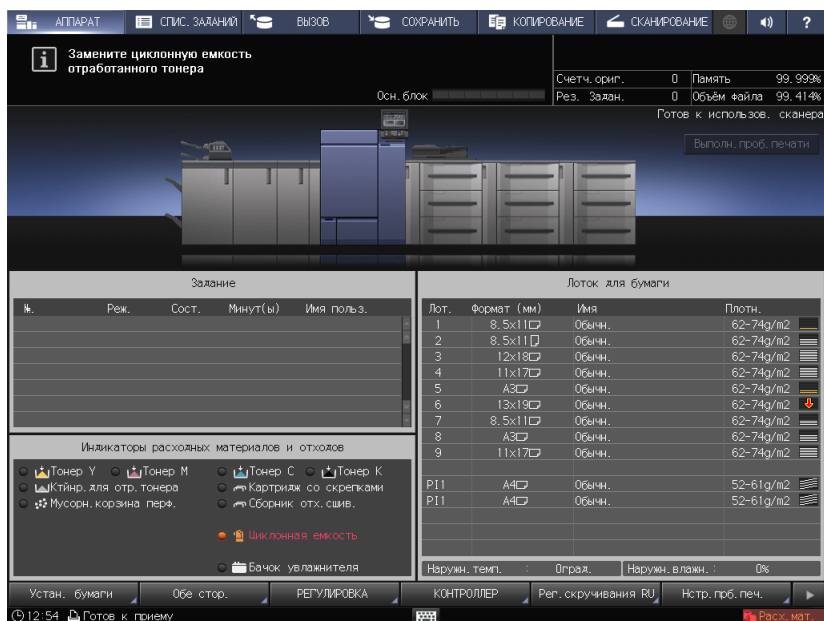 АППАРАТ СПИС. ЗАДАНИЙ ВЫЗОВ СОХРАНИТЬ КОПИРОВАНИЕ СКАНИРОВАНИЕ ?
Замените циклонную емкость
отработанного тонера
Осн. блок
Счетч. ориг. 0 Память 99.999%
Рез. Задан. 0 Объём файла 99.414%
Готов к использов. сканера
Выполн. проб. печати
Задание
№. Реж. Сост. Минут(ы) Имя польз.
Индикаторы расходных материалов и отходов
Тонер Y Тонер M Тонер C Тонер K
Ктйнр. для отр. тонера Картридж со скрепками
Мусорн. корзина перф. Сборник отх. сшив.
Циклонная емкость
Бачок увлажнителя
Лоток для бумаги
Лот. Формат (мм) Имя Плотн.
1 8.5x11 Обычн. 62-74g/m2
2 8.5x11 Обычн. 62-74g/m2
3 12x18 Обычн. 62-74g/m2
4 11x17 Обычн. 62-74g/m2
5 A3 Обычн. 62-74g/m2
6 13x19 Обычн. 62-74g/m2
7 8.5x11 Обычн. 62-74g/m2
8 A3 Обычн. 62-74g/m2
9 11x17 Обычн. 62-74g/m2
PI1 A4 Обычн. 52-61g/m2
PI1 A4 Обычн. 52-61g/m2
Наружн. темп. : 0град. Наружн. влажн. : 0%
Устан. бумаги Обе стор. РЕГУЛИРОВКА КОНТРОЛЛЕР Рег. скручивания RU Нстр. прб. печ.
12:54 Готов к приему Расх. мат.